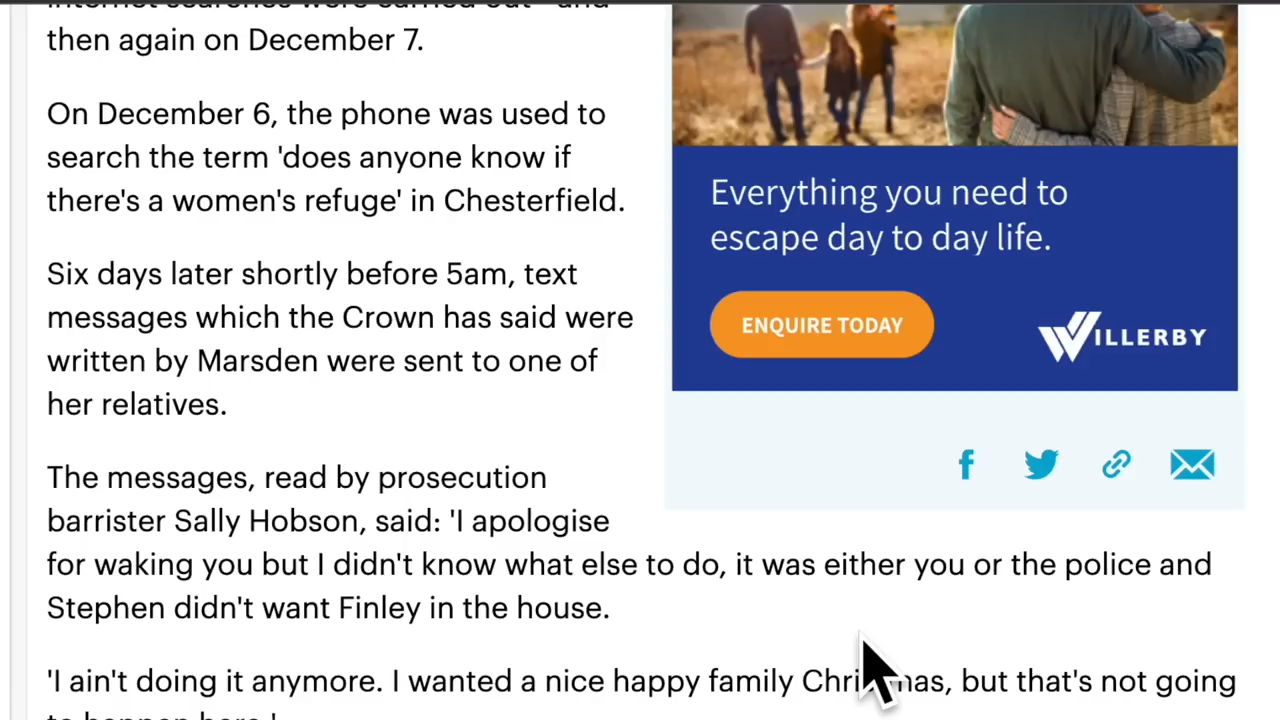 then again on December 7.
On December 6, the phone was used to
search the term 'does anyone know if
there's a women's refuge' in Chesterfield.
Six days later shortly before 5am, text
messages which the Crown has said were
written by Marsden were sent to one of
her relatives.
The messages, read by prosecution
barrister Sally Hobson, said: 'I apologise
for waking you but I didn't know what else to do, it was either you or the police and
Stephen didn't want Finley in the house.
'I ain't doing it anymore. I wanted a nice happy family Christmas, but that's not going
to happen here.'
Everything you need to
escape day to day life.
ENQUIRE TODAY
WILLERBY